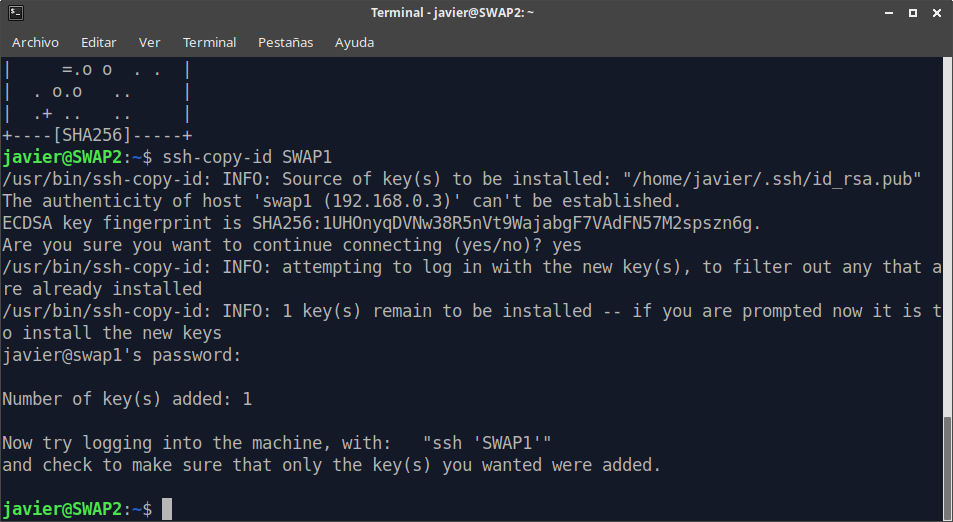 Terminal - javier@SWAP2: ~
Archivo Editar Ver Terminal Pestañas Ayuda
|     =.o o  . .  |
|  . o.o   ..     |
|  .+ ..   ..     |
+----[SHA256]-----+
javier@SWAP2:~$ ssh-copy-id SWAP1
/usr/bin/ssh-copy-id: INFO: Source of key(s) to be installed: "/home/javier/.ssh/id_rsa.pub"
The authenticity of host 'swap1 (192.168.0.3)' can't be established.
ECDSA key fingerprint is SHA256:1UHOnyqDVNw38R5nVt9WajabgF7VAdFN57M2spszn6g.
Are you sure you want to continue connecting (yes/no)? yes
/usr/bin/ssh-copy-id: INFO: attempting to log in with the new key(s), to filter out any that a
re already installed
/usr/bin/ssh-copy-id: INFO: 1 key(s) remain to be installed -- if you are prompted now it is t
o install the new keys
javier@swap1's password:
Number of key(s) added: 1
Now try logging into the machine, with:   "ssh 'SWAP1'"
and check to make sure that only the key(s) you wanted were added.
javier@SWAP2:~$